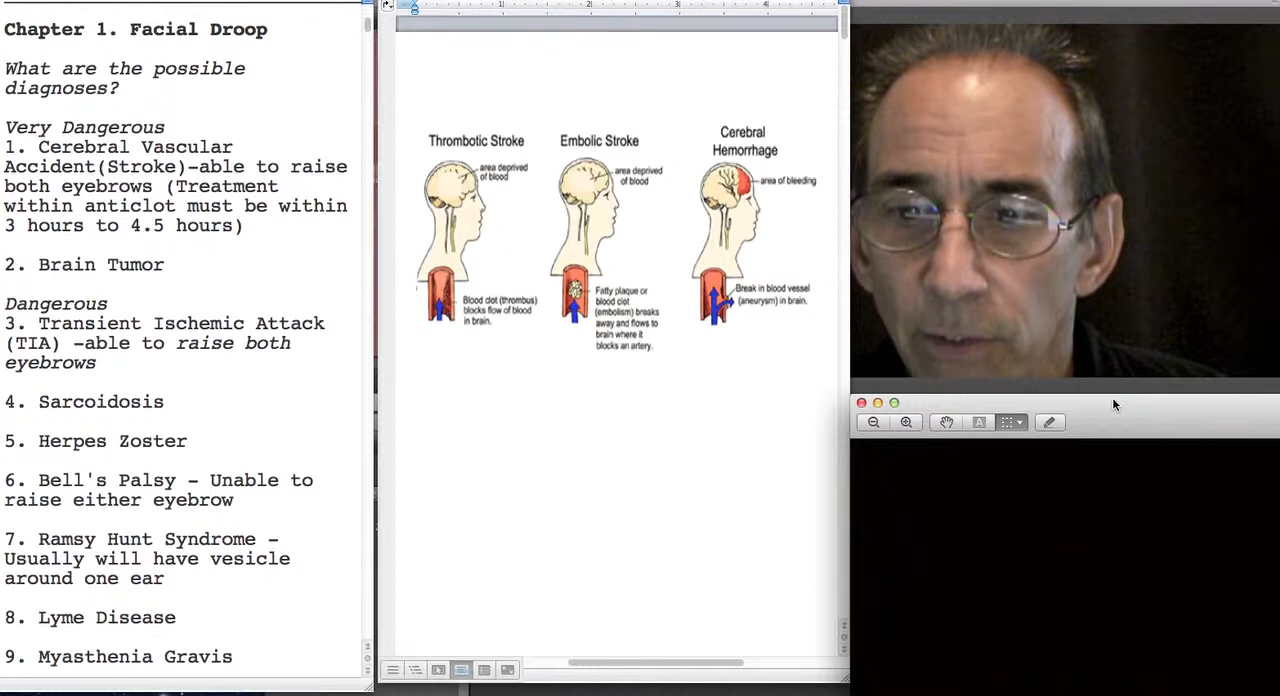 Chapter 1. Facial Droop
What are the possible
diagnoses?
Very Dangerous
1. Cerebral Vascular
Accident(Stroke)-able to raise
both eyebrows (Treatment
within anticlot must be within
3 hours to 4.5 hours)
2. Brain Tumor
Dangerous
3. Transient Ischemic Attack
(TIA) -able to raise both
eyebrows
4. Sarcoidosis
5. Herpes Zoster
6. Bell's Palsy - Unable to
raise either eyebrow
7. Ramsy Hunt Syndrome -
Usually will have vesicle
around one ear
8. Lyme Disease
9. Myasthenia Gravis
1 2 3 4
Thrombotic Stroke
area deprived
of blood
Blood clot (thrombus)
blocks flow of blood
in brain.
Embolic Stroke
area deprived
of blood
Fatty plaque or
blood clot
(embolism) breaks
away and flows to
brain where it
blocks an artery.
Cerebral
Hemorrhage
area of bleeding
Break in blood vessel
(aneurysm) in brain.
A